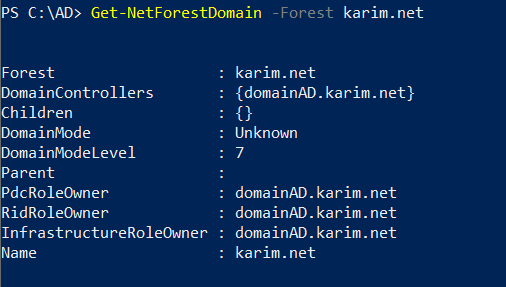 PS C:\AD> Get-NetForestDomain -Forest karim.net
Forest : karim.net
DomainControllers : {domainAD.karim.net}
Children : {}
DomainMode : Unknown
DomainModeLevel : 7
Parent :
PdcRoleOwner : domainAD.karim.net
RidRoleOwner : domainAD.karim.net
InfrastructureRoleOwner : domainAD.karim.net
Name : karim.net